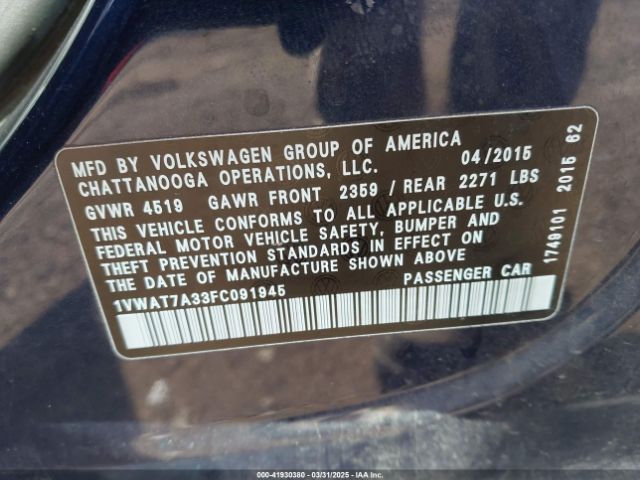 MFD BY VOLKSWAGEN GROUP OF AMERICA
CHATTANOOGA OPERATIONS, LLC. 04/2015
GVWR 4519 GAWR FRONT 2359 / REAR 2271 LBS
THIS VEHICLE CONFORMS TO ALL APPLICABLE U.S.
FEDERAL MOTOR VEHICLE SAFETY, BUMPER AND
THEFT PREVENTION STANDARDS IN EFFECT ON
THE DATE OF MANUFACTURE SHOWN ABOVE
1VWAT7A33FC091945 PASSENGER CAR
1749101 2015 62
000-41930380 - 03/31/2025 - IAA, Inc.